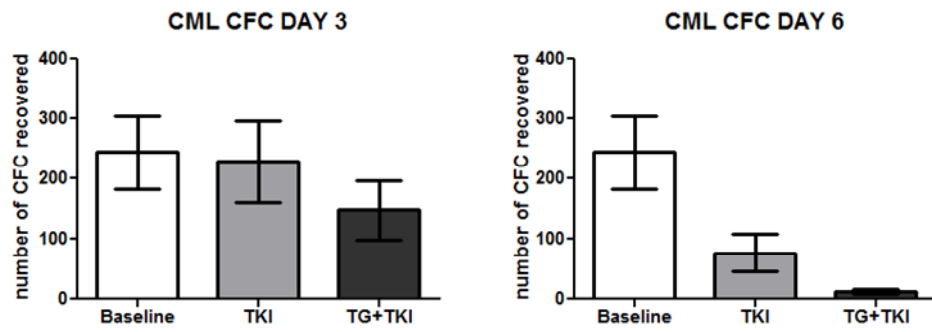 CML CFC DAY 3
number of CFC recovered
400
300
200
100
0
Baseline TKI TG+TKI
CML CFC DAY 6
number of CFC recovered
400
300
200
100
0
Baseline TKI TG+TKI